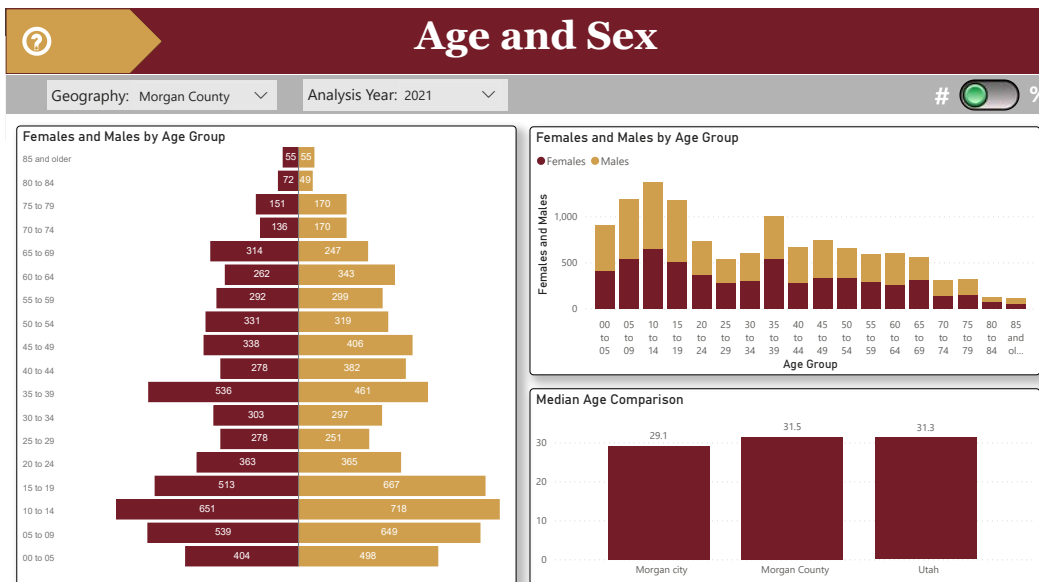 ?
Age and Sex
Geography: Morgan County
Analysis Year: 2021
# %
Females and Males by Age Group
85 and older 55 55
80 to 84 72 49
75 to 79 151 170
70 to 74 136 170
65 to 69 314 247
60 to 64 262 343
55 to 59 292 299
50 to 54 331 319
45 to 49 338 406
40 to 44 278 382
35 to 39 536 461
30 to 34 303 297
25 to 29 278 251
20 to 24 363 365
15 to 19 513 667
10 to 14 651 718
05 to 09 539 649
00 to 05 404 498
Females and Males by Age Group
Females Males
Females and Males
1,000
500
0
00 05 10 15 20 25 30 35 40 45 50 55 60 65 70 75 80 85
to to to to to to to to to to to to to to to to to and
05 09 14 19 24 29 34 39 44 49 54 59 64 69 74 79 84 ol...
Age Group
Median Age Comparison
29.1 31.5 31.3
30
20
10
0
Morgan city Morgan County Utah